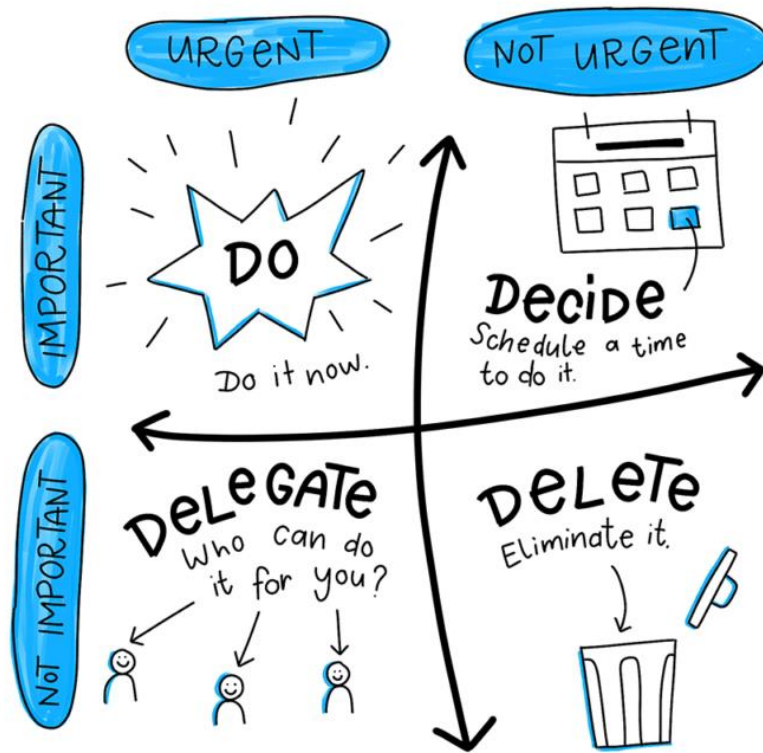 URGENT
NOT URGENT
IMPORTANT
DO
Do it now.
DeciDe
Schedule a time
to do it.
NOT IMPORTANT
DeLeGATe
Who can do
it for you?
DeLeTe
Eliminate it.